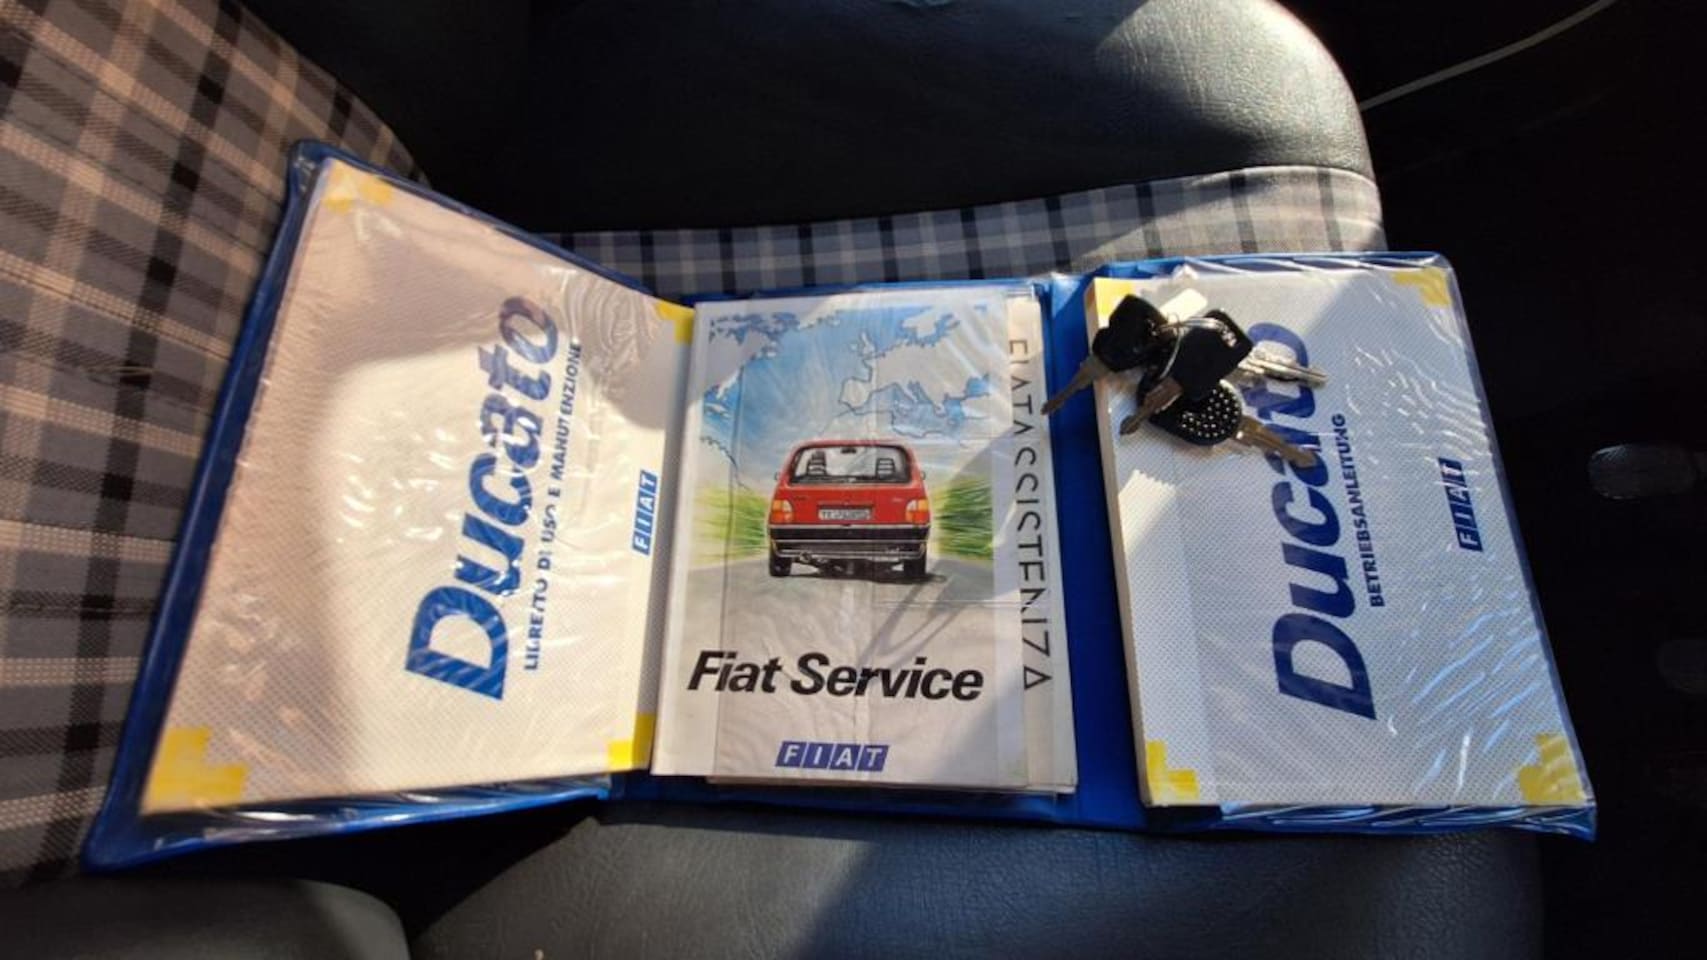 Ducato
LIBRETTO DI USO E MANUTENZIONE
FIAT
FIAT ASSISTENZA
Fiat Service
FIAT
Ducato
BETRIEBSANLEITUNG
FIAT